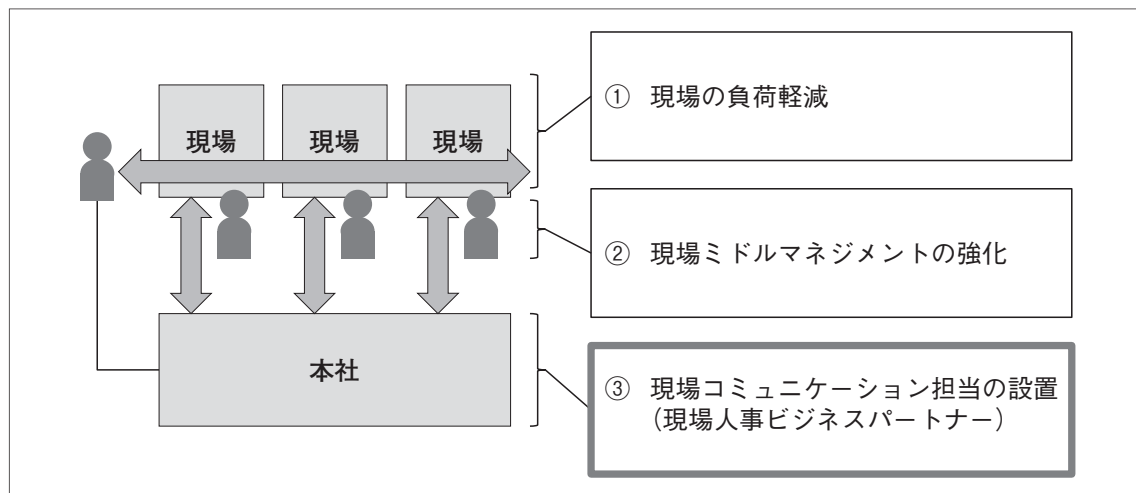 現場
現場
現場
本社
① 現場の負荷軽減
② 現場ミドルマネジメントの強化
③ 現場コミュニケーション担当の設置
（現場人事ビジネスパートナー）